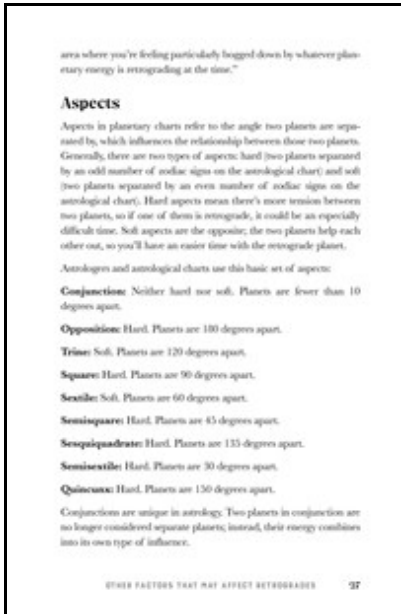 area where you're feeling particularly bogged down by whatever plan-
etary energy is retrograding at the time."
Aspects
Aspects in planetary charts refer to the angle two planets are sepa-
rated by, which influences the relationship between those two planets.
Generally, there are two types of aspects: hard (two planets separated
by an odd number of zodiac signs on the astrological chart) and soft
(two planets separated by an even number of zodiac signs on the
astrological chart). Hard aspects mean there's more tension between
two planets, so if one of them is retrograde, it could be an especially
difficult time. Soft aspects are the opposite; the two planets help each
other out, so you'll have an easier time with the retrograde planet.
Astrologers and astrological charts use this basic set of aspects:
Conjunction: Neither hard nor soft. Planets are fewer than 10
degrees apart.
Opposition: Hard. Planets are 180 degrees apart.
Trine: Soft. Planets are 120 degrees apart.
Square: Hard. Planets are 90 degrees apart.
Sextile: Soft. Planets are 60 degrees apart.
Semisquare: Hard. Planets are 45 degrees apart.
Sesquiquadrate: Hard. Planets are 135 degrees apart.
Semisextile: Hard. Planets are 30 degrees apart.
Quincunx: Hard. Planets are 150 degrees apart.
Conjunctions are unique in astrology. Two planets in conjunction are
no longer considered separate planets; instead, their energy combines
into its own type of influence.
OTHER FACTORS THAT MAY AFFECT RETROGRADES 27